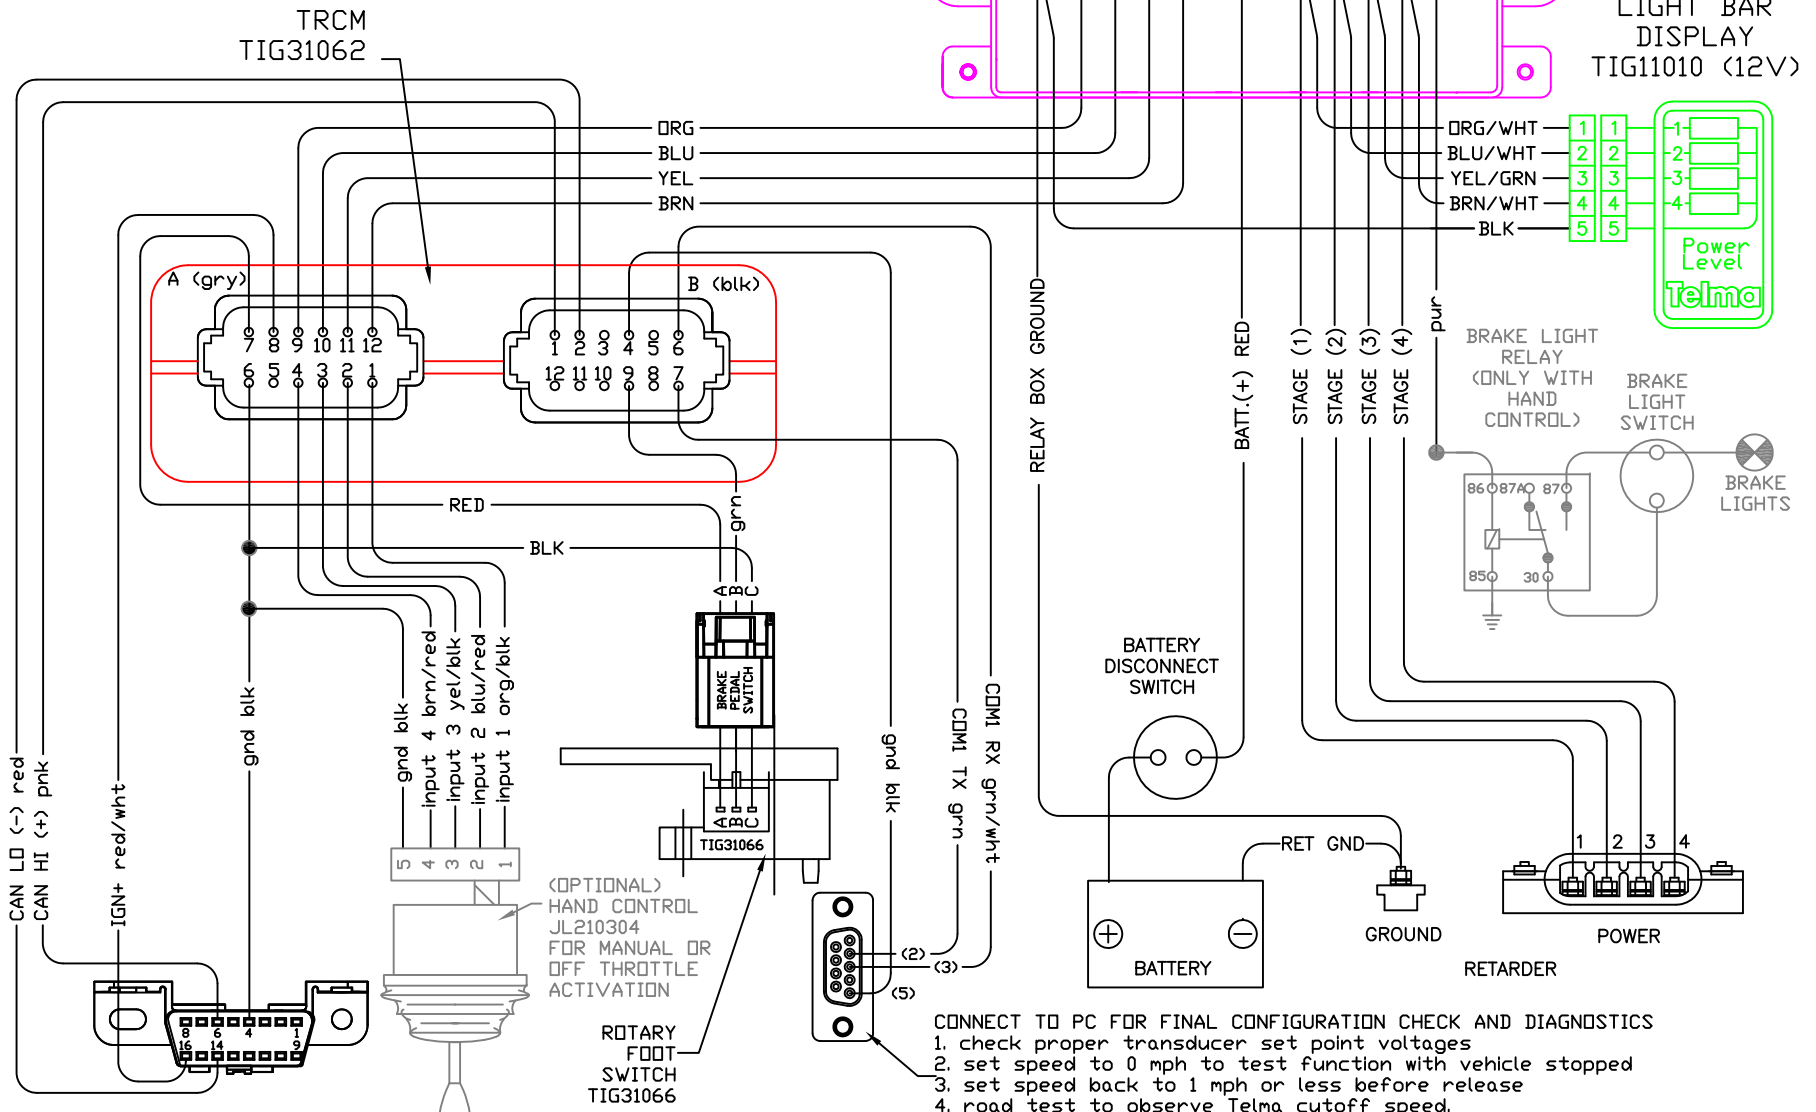 TRCM
TIG31062
LIGHT BAR
DISPLAY
TIG11010 (12V)
ORG
BLU
YEL
BRN
ORG/WHT
BLU/WHT
YEL/GRN
BRN/WHT
BLK
1 1
2 2
3 3
4 4
5 5
1
2
3
4
Power
Level
Telma
A (gry)
B (blk)
7 8 9 10 11 12
6 5 4 3 2 1
1 2 3 4 5 6
12 11 10 9 8 7
RED
BLK
grn
A B C
BRAKE
PEDAL
SWITCH
A B C
TIG31066
RELAY BOX GROUND
BATT.(+) RED
STAGE (1)
STAGE (2)
STAGE (3)
STAGE (4)
pur
BRAKE LIGHT
RELAY
(ONLY WITH
HAND
CONTROL)
BRAKE
LIGHT
SWITCH
BRAKE
LIGHTS
86 87A 87
85 30
CAN LO (-) red
CAN HI (+) pnk
IGN+ red/wht
gnd blk
gnd blk
input 4 brn/red
input 3 yel/blk
input 2 blu/red
input 1 org/blk
5 4 3 2 1
gnd blk
COM1 TX grn
COM1 RX grn/wht
(OPTIONAL)
HAND CONTROL
JL210304
FOR MANUAL OR
OFF THROTTLE
ACTIVATION
8 6 4 1
16 14 9
ROTARY
FOOT
SWITCH
TIG31066
(2)
(3)
(5)
BATTERY
DISCONNECT
SWITCH
RET GND
+ −
BATTERY
GROUND
1 2 3 4
POWER
RETARDER
CONNECT TO PC FOR FINAL CONFIGURATION CHECK AND DIAGNOSTICS
1. check proper transducer set point voltages
2. set speed to 0 mph to test function with vehicle stopped
3. set speed back to 1 mph or less before release
4. road test to observe Telma cutoff speed.